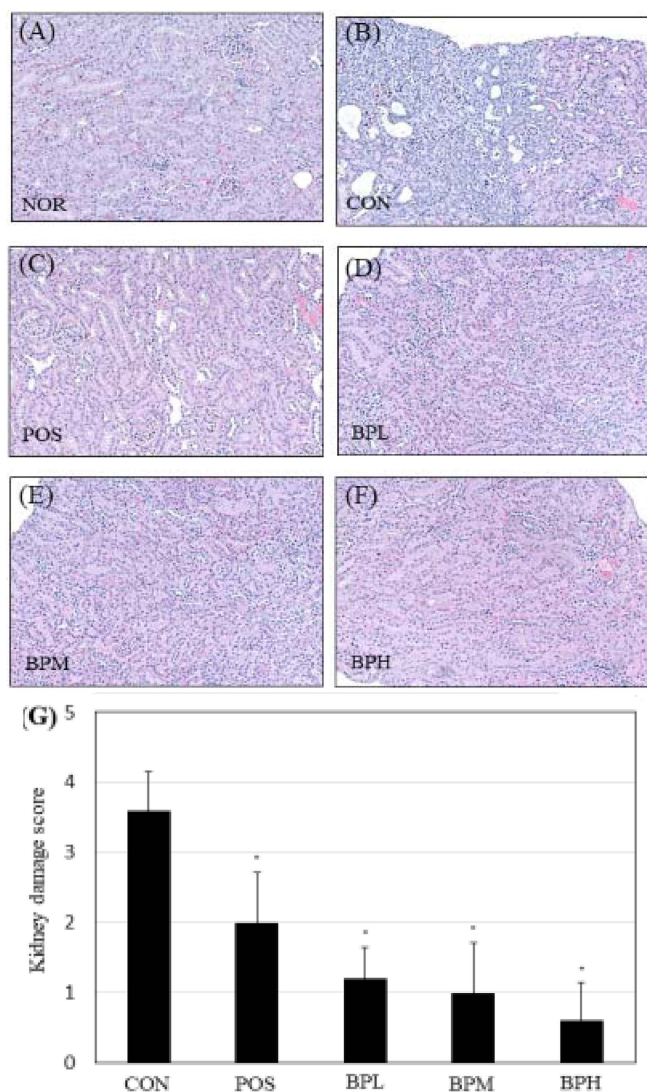 (A)
NOR
(B)
CON
(C)
POS
(D)
BPL
(E)
BPM
(F)
BPH
(G)
Kidney damage score
5
4
3
2
1
0
*
*
*
*
CON POS BPL BPM BPH